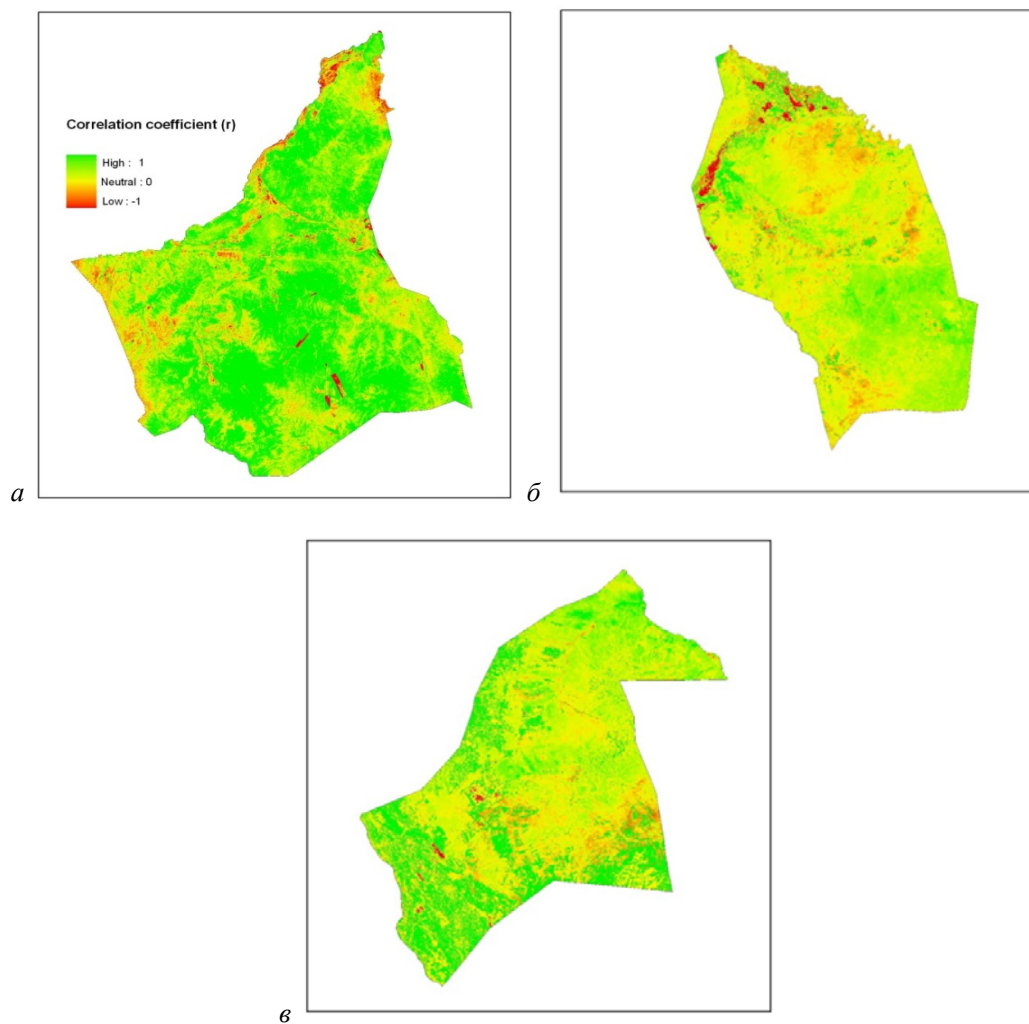 Correlation coefficient (r)
High : 1
Neutral : 0
Low : -1
а
б
в